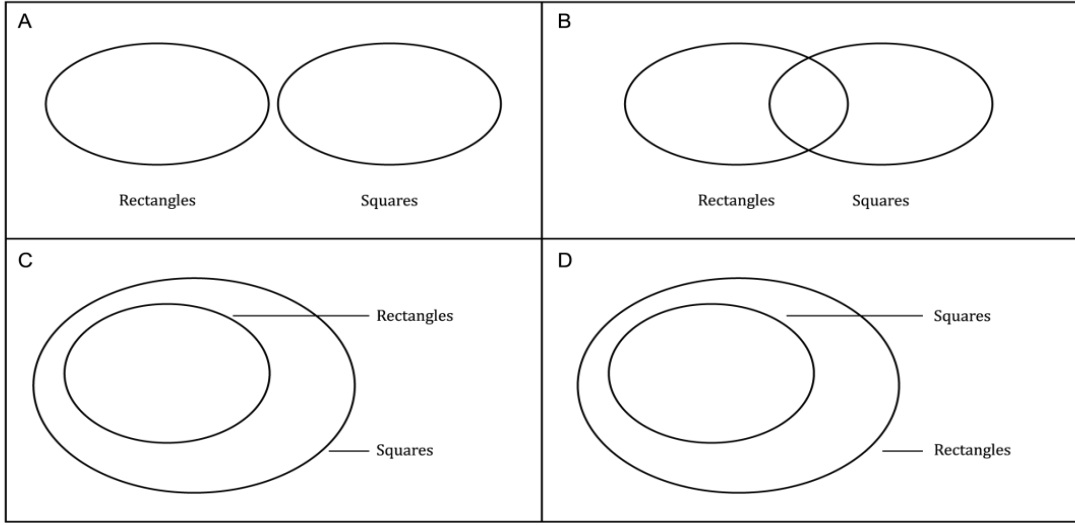 A
Rectangles Squares
B
Rectangles Squares
C
Rectangles
Squares
D
Squares
Rectangles